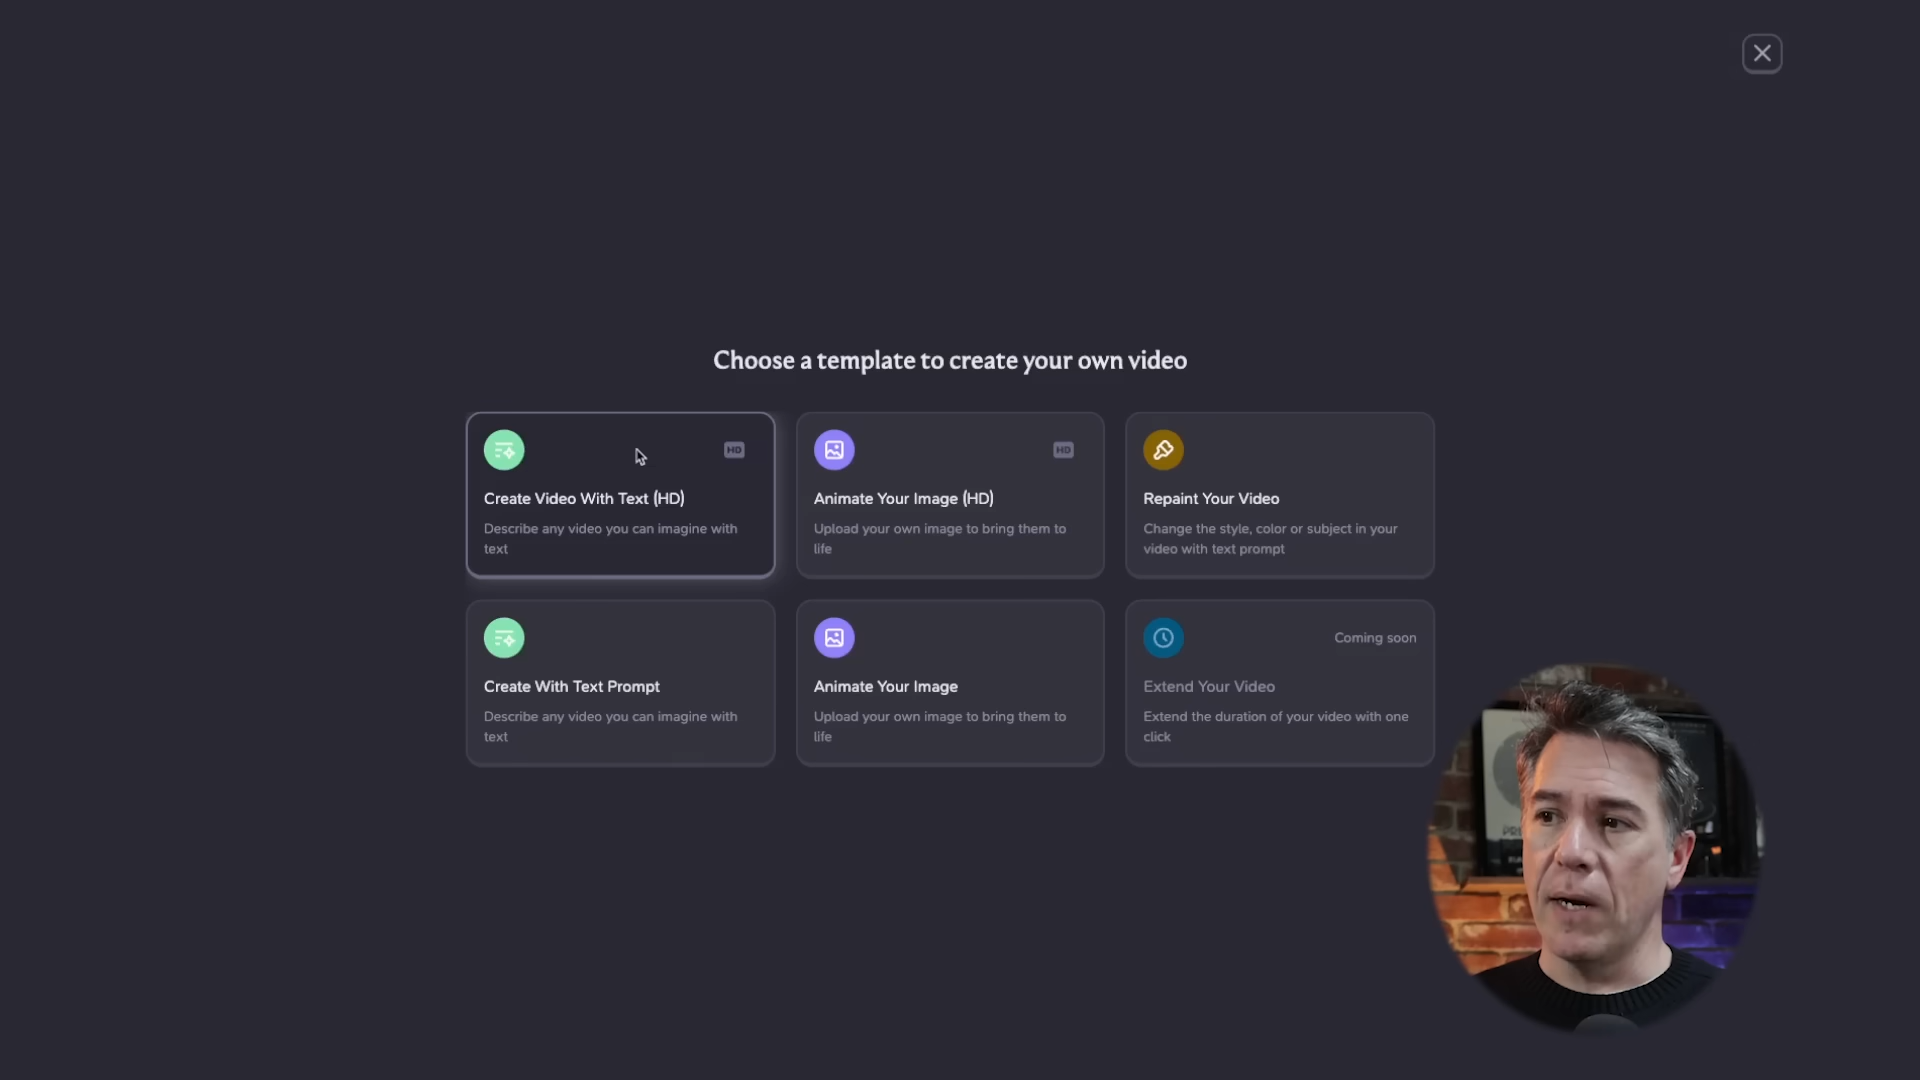 Choose a template to create your own video
HD
Create Video With Text (HD)
Describe any video you can imagine with
text
HD
Animate Your Image (HD)
Upload your own image to bring them to
life
Repaint Your Video
Change the style, color or subject in your
video with text prompt
Create With Text Prompt
Describe any video you can imagine with
text
Animate Your Image
Upload your own image to bring them to
life
Coming soon
Extend Your Video
Extend the duration of your video with one
click